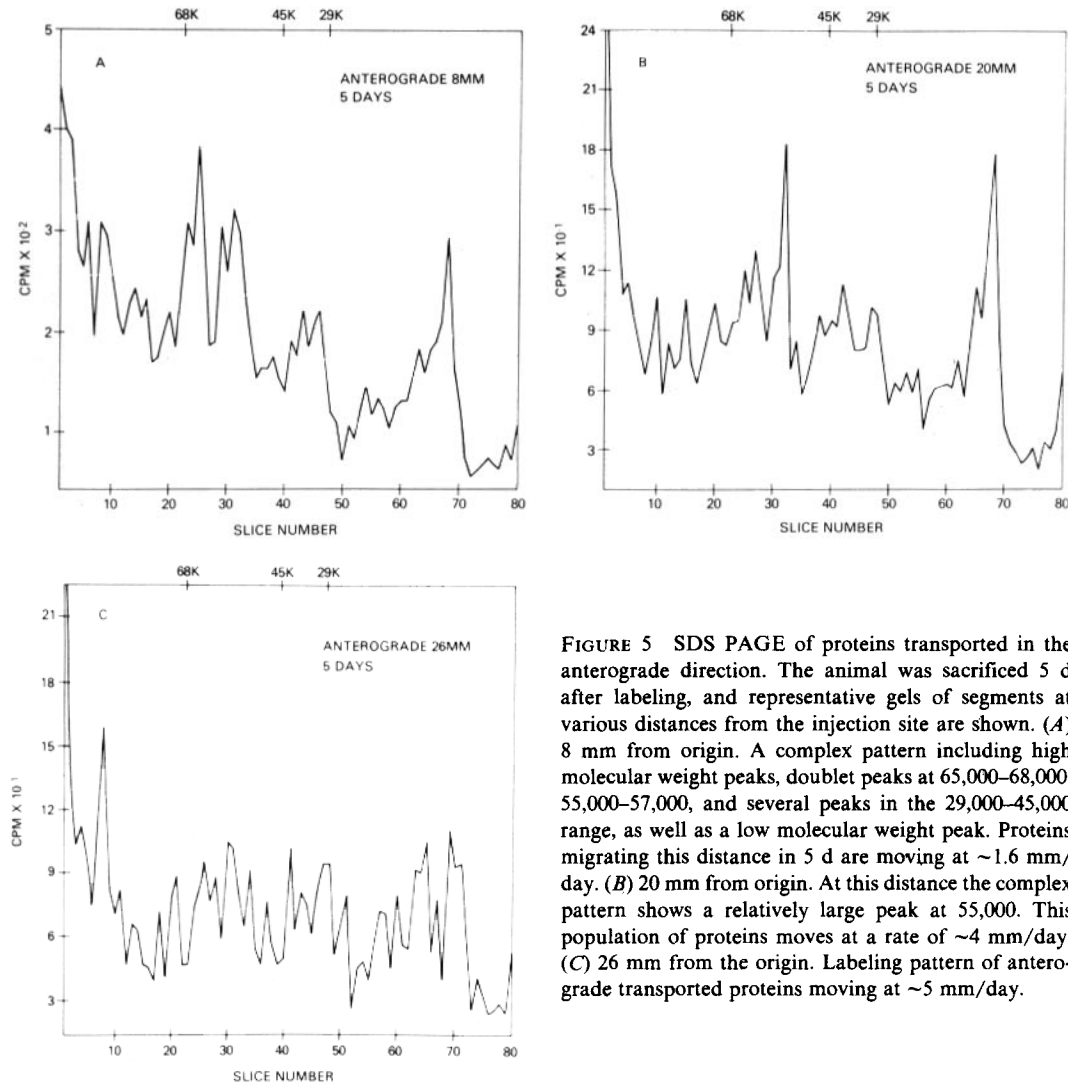 68K 45K 29K
5
A
ANTEROGRADE 8MM
5 DAYS
4
3
2
1
CPM X 10-2
10 20 30 40 50 60 70 80
SLICE NUMBER
68K 45K 29K
24
B
ANTEROGRADE 20MM
5 DAYS
21
18
15
12
9
6
3
CPM X 10-1
10 20 30 40 50 60 70 80
SLICE NUMBER
68K 45K 29K
21
C
ANTEROGRADE 26MM
5 DAYS
18
15
12
9
6
3
CPM X 10-1
10 20 30 40 50 60 70 80
SLICE NUMBER
FIGURE 5 SDS PAGE of proteins transported in the
anterograde direction. The animal was sacrificed 5 d
after labeling, and representative gels of segments at
various distances from the injection site are shown. (A)
8 mm from origin. A complex pattern including high
molecular weight peaks, doublet peaks at 65,000–68,000
55,000–57,000, and several peaks in the 29,000–45,000
range, as well as a low molecular weight peak. Proteins
migrating this distance in 5 d are moving at ~1.6 mm/
day. (B) 20 mm from origin. At this distance the complex
pattern shows a relatively large peak at 55,000. This
population of proteins moves at a rate of ~4 mm/day
(C) 26 mm from the origin. Labeling pattern of antero-
grade transported proteins moving at ~5 mm/day.